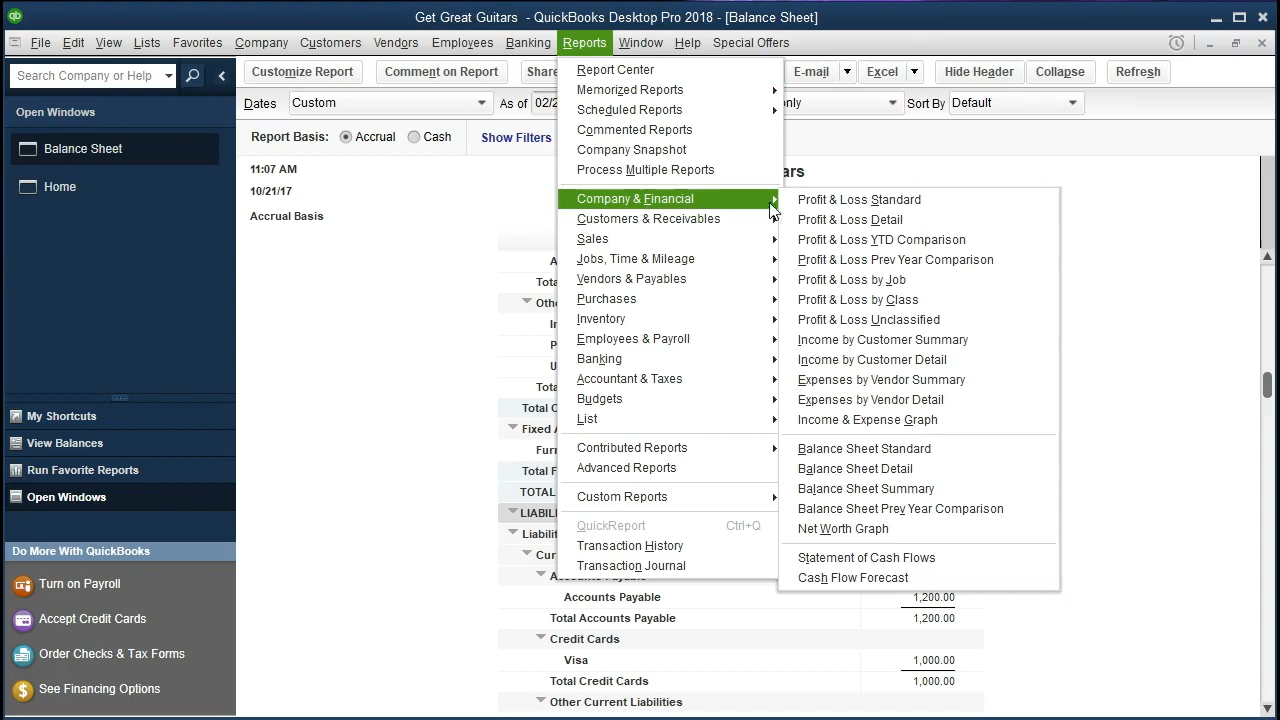 Get Great Guitars - QuickBooks Desktop Pro 2018 - [Balance Sheet]
File Edit View Lists Favorites Company Customers Vendors Employees Banking Reports Window Help Special Offers
Search Company or Help
Open Windows
Balance Sheet
Home
My Shortcuts
View Balances
Run Favorite Reports
Open Windows
Do More With QuickBooks
Turn on Payroll
Accept Credit Cards
Order Checks & Tax Forms
See Financing Options
Customize Report Comment on Report Share E-mail Excel Hide Header Collapse Refresh
Dates Custom As of 02/2 only Sort By Default
Report Basis: Accrual Cash Show Filters
11:07 AM
10/21/17
Accrual Basis
Report Center
Memorized Reports
Scheduled Reports
Commented Reports
Company Snapshot
Process Multiple Reports
Company & Financial
Customers & Receivables
Sales
Jobs, Time & Mileage
Vendors & Payables
Purchases
Inventory
Employees & Payroll
Banking
Accountant & Taxes
Budgets
List
Contributed Reports
Advanced Reports
Custom Reports
QuickReport Ctrl+Q
Transaction History
Transaction Journal
Profit & Loss Standard
Profit & Loss Detail
Profit & Loss YTD Comparison
Profit & Loss Prev Year Comparison
Profit & Loss by Job
Profit & Loss by Class
Profit & Loss Unclassified
Income by Customer Summary
Income by Customer Detail
Expenses by Vendor Summary
Expenses by Vendor Detail
Income & Expense Graph
Balance Sheet Standard
Balance Sheet Detail
Balance Sheet Summary
Balance Sheet Prev Year Comparison
Net Worth Graph
Statement of Cash Flows
Cash Flow Forecast
TOTAL
Accounts Payable 1,200.00
Total Accounts Payable 1,200.00
Credit Cards
Visa 1,000.00
Total Credit Cards 1,000.00
Other Current Liabilities